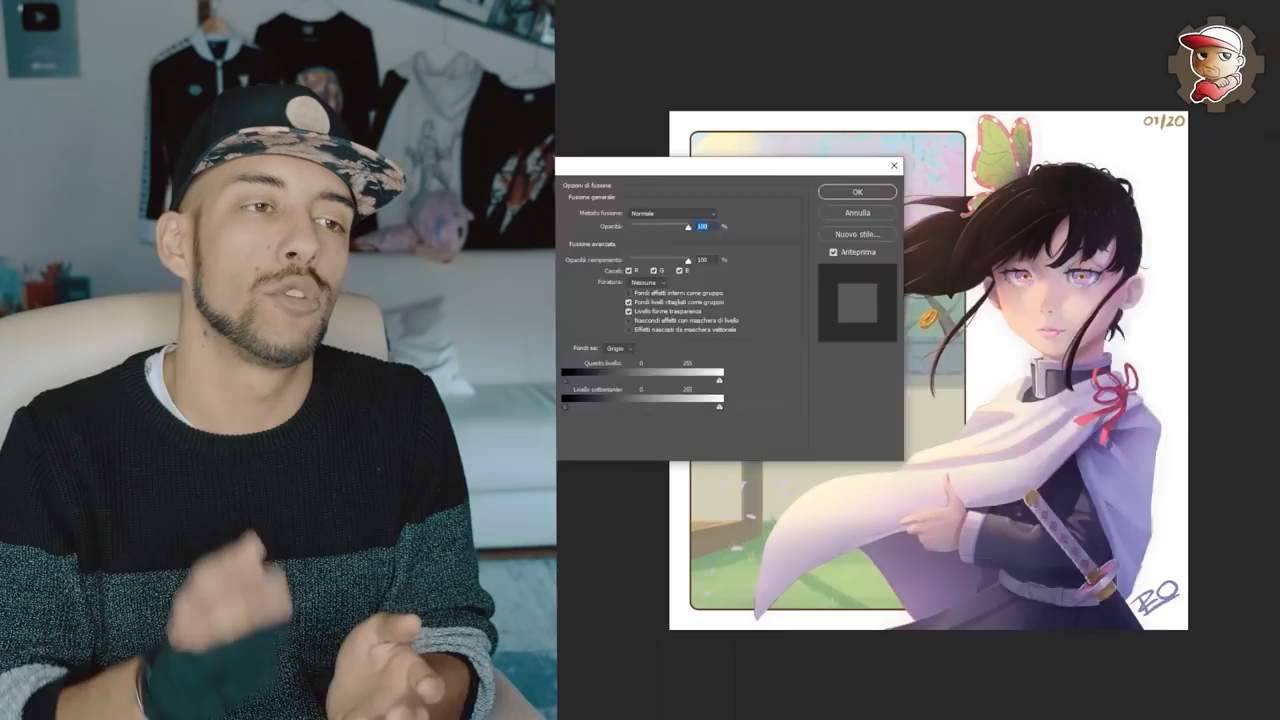 01/20
Opzioni di fusione
Fusione generale
OK
Metodo fusione: Normale
Annulla
Opacità: 100 %
Nuovo stile...
Fusione avanzata
Anteprima
Opacità riempimento: 100 %
Canali: R G B
Foratura: Nessuna
Fondi effetti interni come gruppo
Fondi livelli ritagliati come gruppo
Livello forme trasparenza
Nascondi effetti con maschera di livello
Effetti nascosti da maschera vettoriale
Fondi se: Grigio
Questo livello: 0 255
Livello sottostante: 0 255